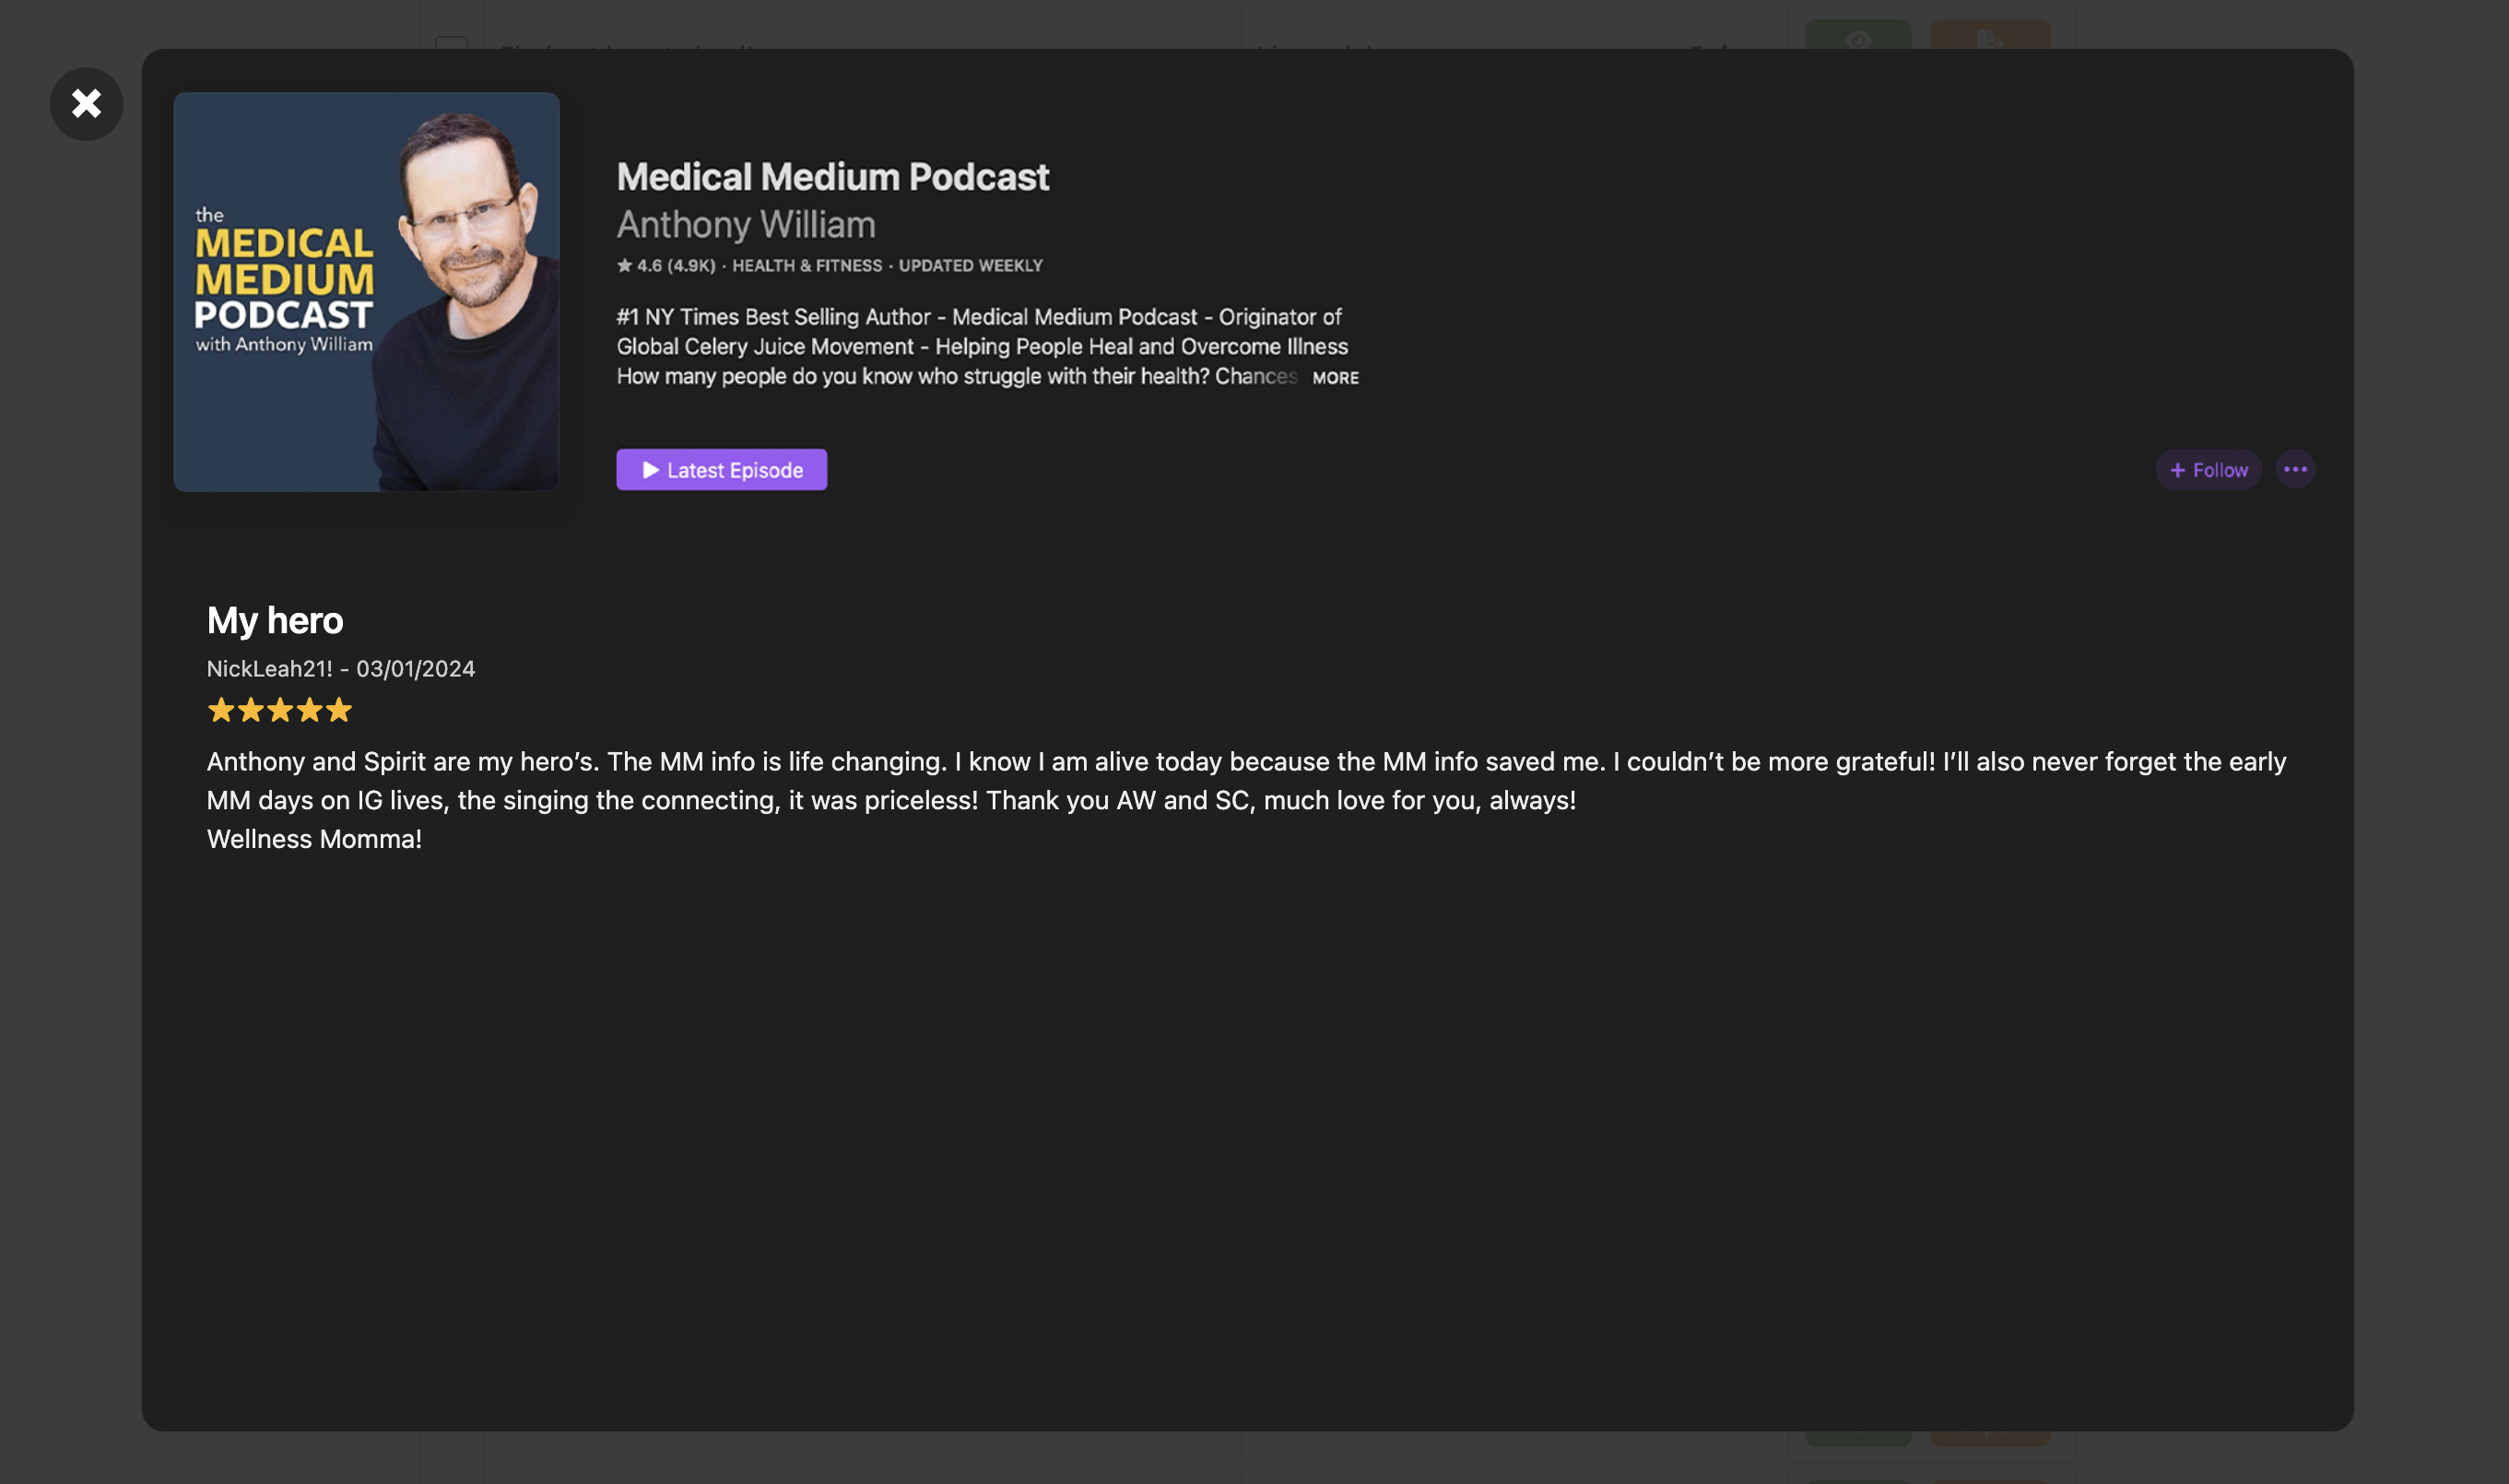 the
MEDICAL
MEDIUM
PODCAST
with Anthony William
Medical Medium Podcast
Anthony William
★ 4.6 (4.9K) · HEALTH & FITNESS · UPDATED WEEKLY
#1 NY Times Best Selling Author - Medical Medium Podcast - Originator of
Global Celery Juice Movement - Helping People Heal and Overcome Illness
How many people do you know who struggle with their health? Chances MORE
Latest Episode
+ Follow
My hero
NickLeah21! - 03/01/2024
Anthony and Spirit are my hero’s. The MM info is life changing. I know I am alive today because the MM info saved me. I couldn’t be more grateful! I’ll also never forget the early
MM days on IG lives, the singing the connecting, it was priceless! Thank you AW and SC, much love for you, always!
Wellness Momma!